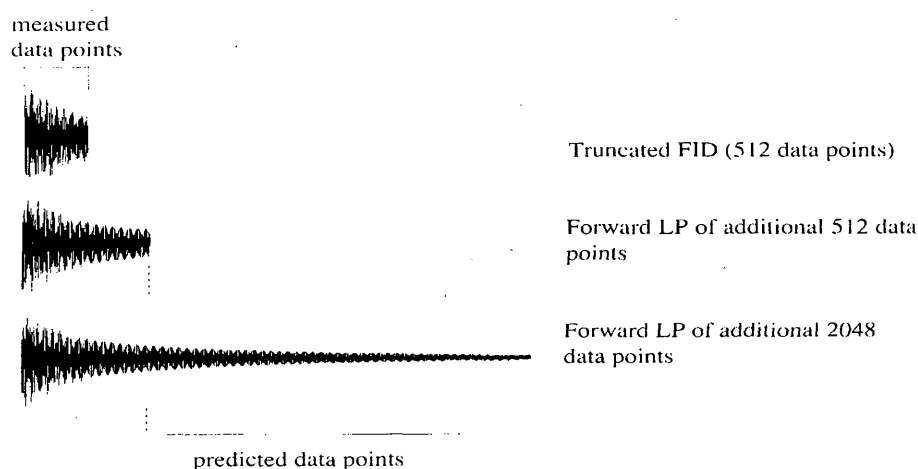 measured
data points
Truncated FID (512 data points)
Forward LP of additional 512 data
points
Forward LP of additional 2048
data points
predicted data points